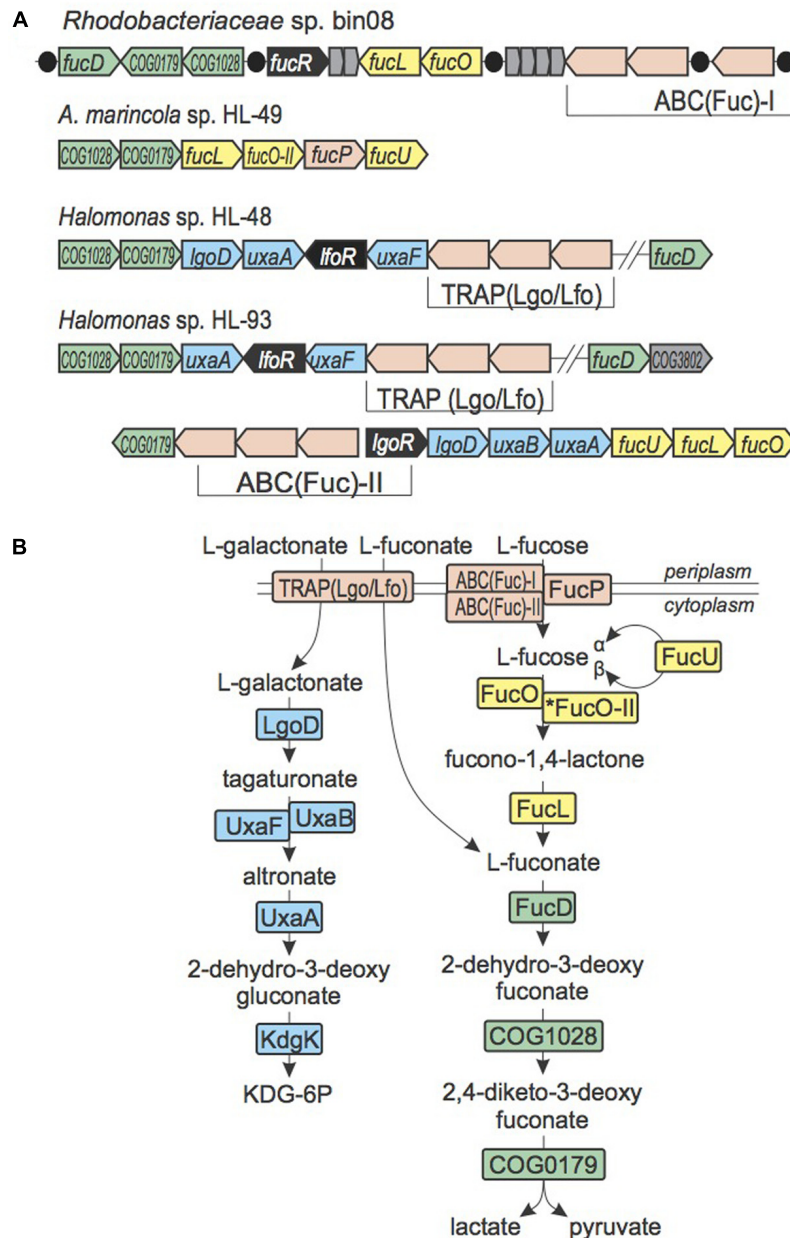 A
Rhodobacteriaceae sp. bin08
fucD COG0179 COG1028 fucR fucL fucO
ABC(Fuc)-I
A. marincola sp. HL-49
COG1028 COG0179 fucL fucO-II fucP fucU
Halomonas sp. HL-48
COG1028 COG0179 lgoD uxaA lfoR uxaF fucD
TRAP(Lgo/Lfo)
Halomonas sp. HL-93
COG1028 COG0179 uxaA lfoR uxaF fucD COG3802
TRAP (Lgo/Lfo)
COG0179 lgoR lgoD uxaB uxaA fucU fucL fucO
ABC(Fuc)-II
B
L-galactonate L-fuconate L-fucose
TRAP(Lgo/Lfo) ABC(Fuc)-I FucP periplasm
ABC(Fuc)-II cytoplasm
L-fucose α β FucU
L-galactonate
FucO *FucO-II
LgoD
fucono-1,4-lactone
tagaturonate
FucL
UxaF UxaB
L-fuconate
altronate
FucD
UxaA
2-dehydro-3-deoxy
gluconate
2-dehydro-3-deoxy
fuconate
KdgK
COG1028
KDG-6P
2,4-diketo-3-deoxy
fuconate
COG0179
lactate pyruvate